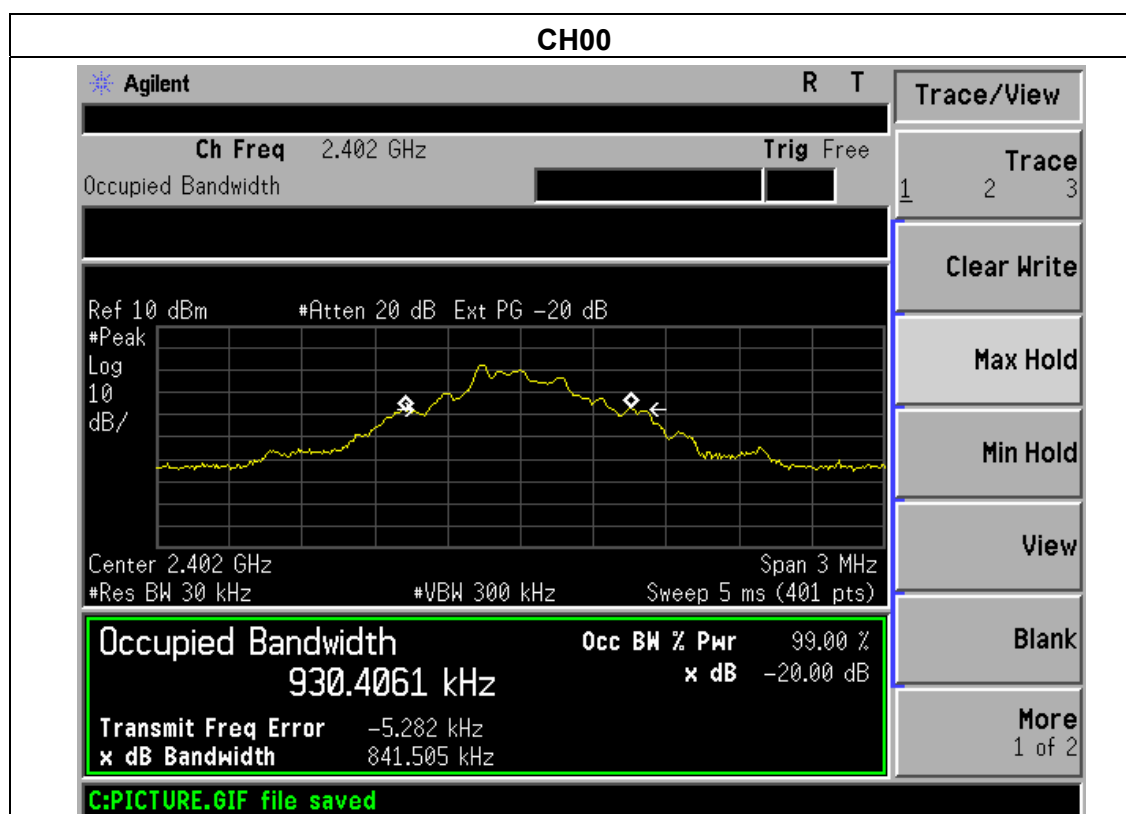 CH00
Agilent R T
Ch Freq 2.402 GHz Trig Free
Occupied Bandwidth
Ref 10 dBm #Atten 20 dB Ext PG -20 dB
#Peak
Log
10
dB/
Center 2.402 GHz Span 3 MHz
#Res BW 30 kHz #VBW 300 kHz Sweep 5 ms (401 pts)
Occupied Bandwidth Occ BW % Pwr 99.00 %
930.4061 kHz x dB -20.00 dB
Transmit Freq Error -5.282 kHz
x dB Bandwidth 841.505 kHz
C:PICTURE.GIF file saved
Trace/View
Trace
1 2 3
Clear Write
Max Hold
Min Hold
View
Blank
More
1 of 2